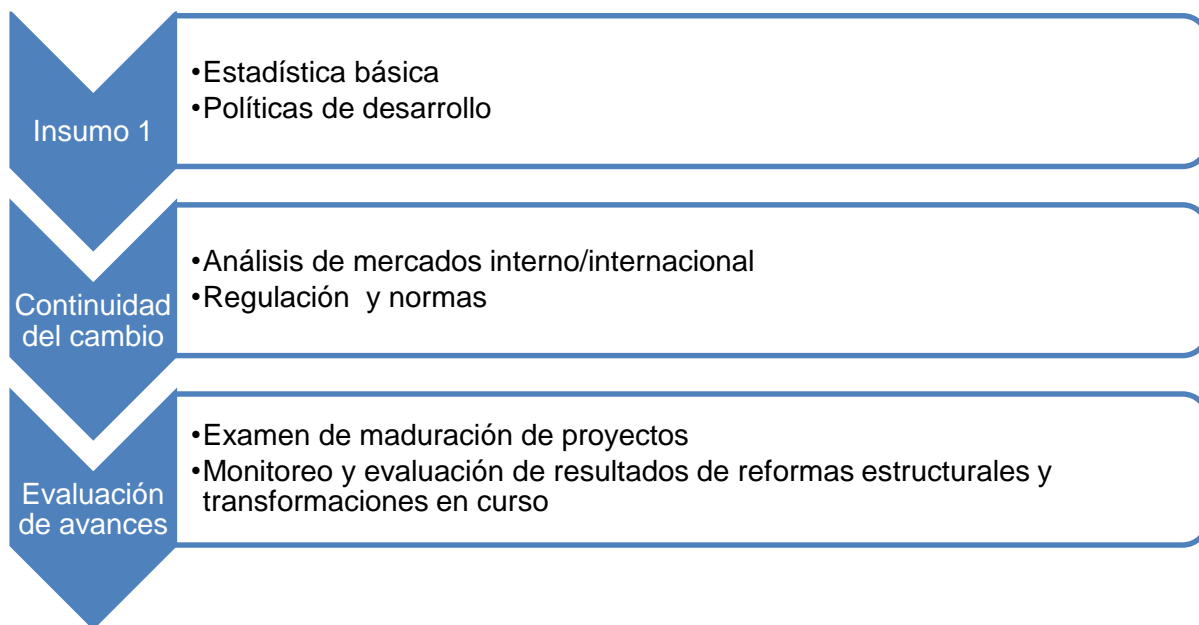 Insumo 1
•Estadística básica
•Políticas de desarrollo
Continuidad
del cambio
•Análisis de mercados interno/internacional
•Regulación  y normas
Evaluación
de avances
•Examen de maduración de proyectos
•Monitoreo y evaluación de resultados de reformas estructurales y
transformaciones en curso